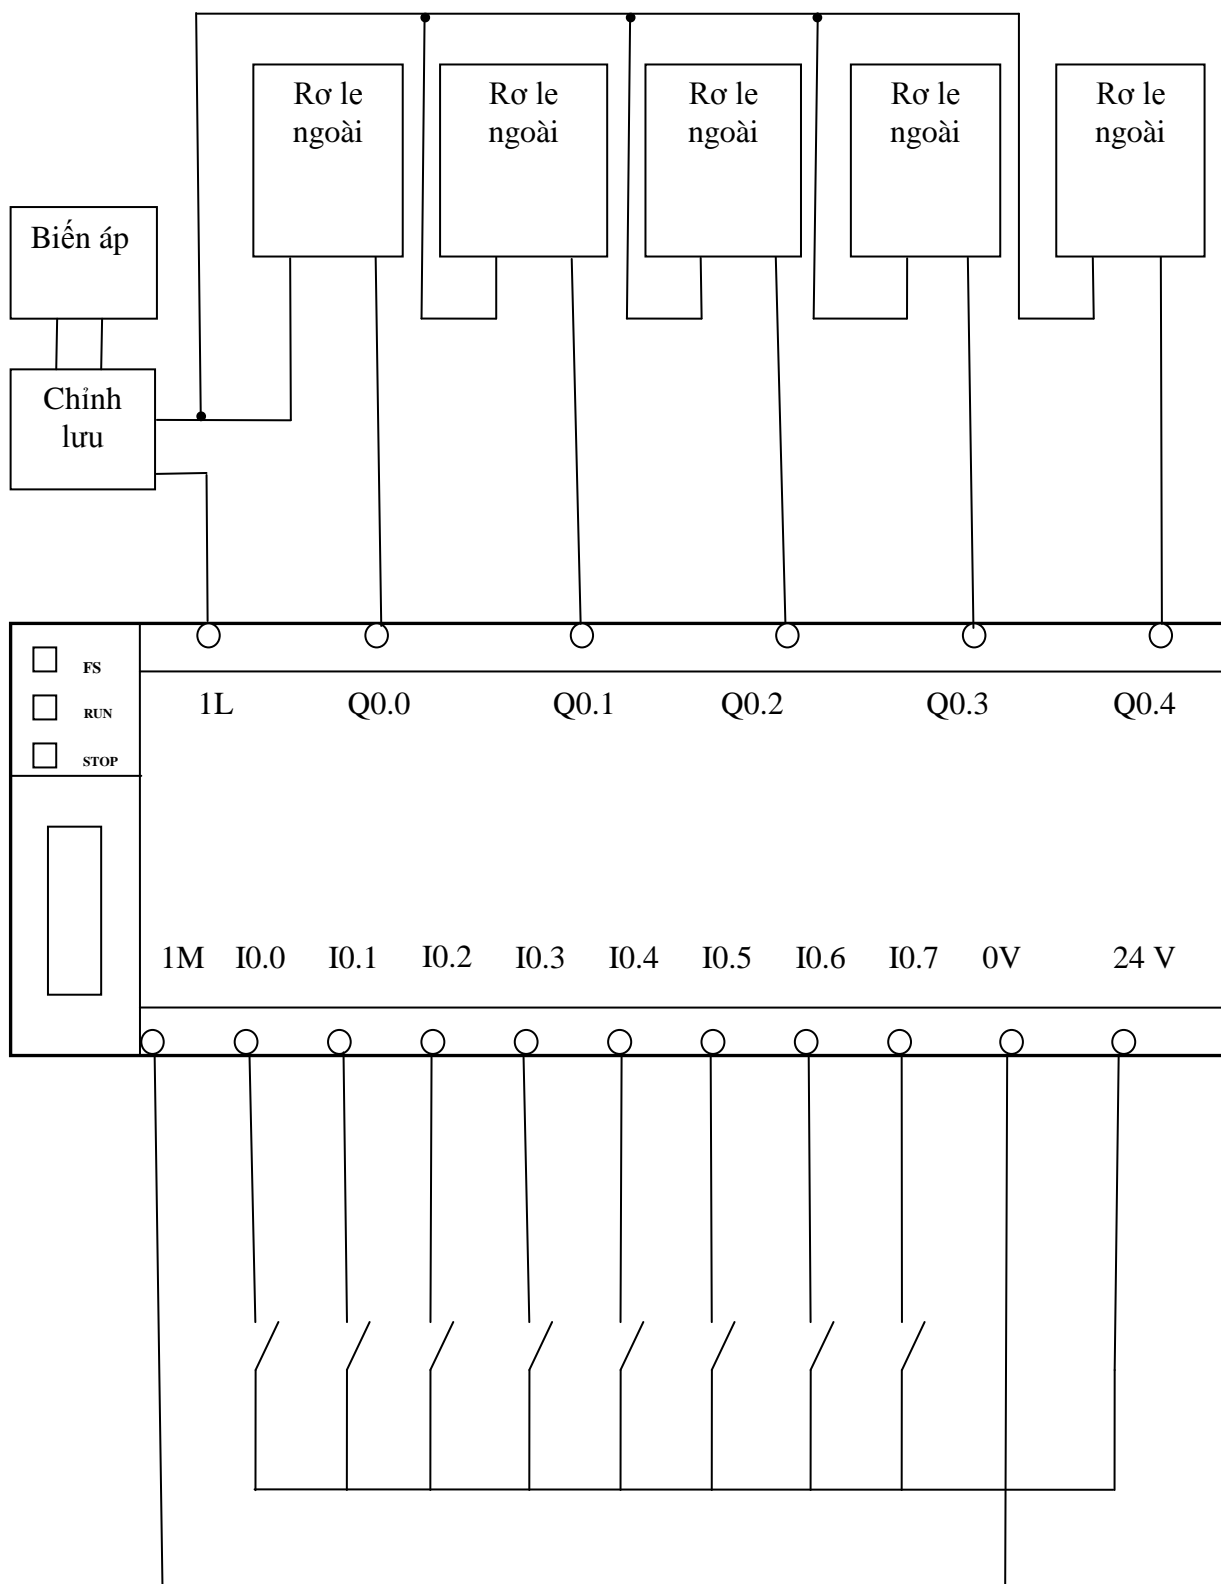 Rơ le
ngoài
Rơ le
ngoài
Rơ le
ngoài
Rơ le
ngoài
Rơ le
ngoài
Biến áp
Chỉnh
lưu
FS
RUN
STOP
1L Q0.0 Q0.1 Q0.2 Q0.3 Q0.4
1M I0.0 I0.1 I0.2 I0.3 I0.4 I0.5 I0.6 I0.7 0V 24 V